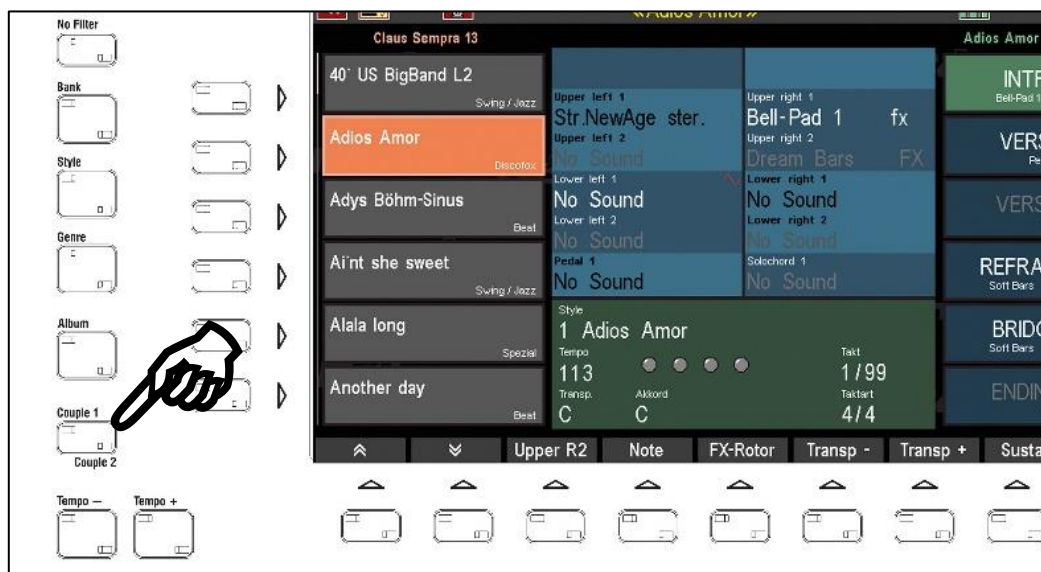 No Filter
Bank
Style
Genre
Album
Couple 1
Couple 2
Tempo –
Tempo +
«Adios Amor»
Claus Sempra 13
Adios Amor
40' US BigBand L2
Swing / Jazz
Adios Amor
Discofox
Adys Böhm-Sinus
Beat
Ai'nt she sweet
Swing / Jazz
Alala long
Spezial
Another day
Beat
Upper left 1
Str.NewAge ster.
Upper left 2
No Sound
Lower left 1
No Sound
Lower left 2
No Sound
Pedal 1
No Sound
Upper right 1
Bell-Pad 1 fx
Upper right 2
Dream Bars FX
Lower right 1
No Sound
Lower right 2
No Sound
Solochord 1
No Sound
Style
1 Adios Amor
Tempo
113
Takt
1/99
Transp.
C
Akkord
C
Taktart
4/4
INTR
Bell-Pad 1
VERS
Pe
VERS
REFRA
Soft Bars
BRIDG
Soft Bars
ENDIN
Upper R2
Note
FX-Rotor
Transp -
Transp +
Susta